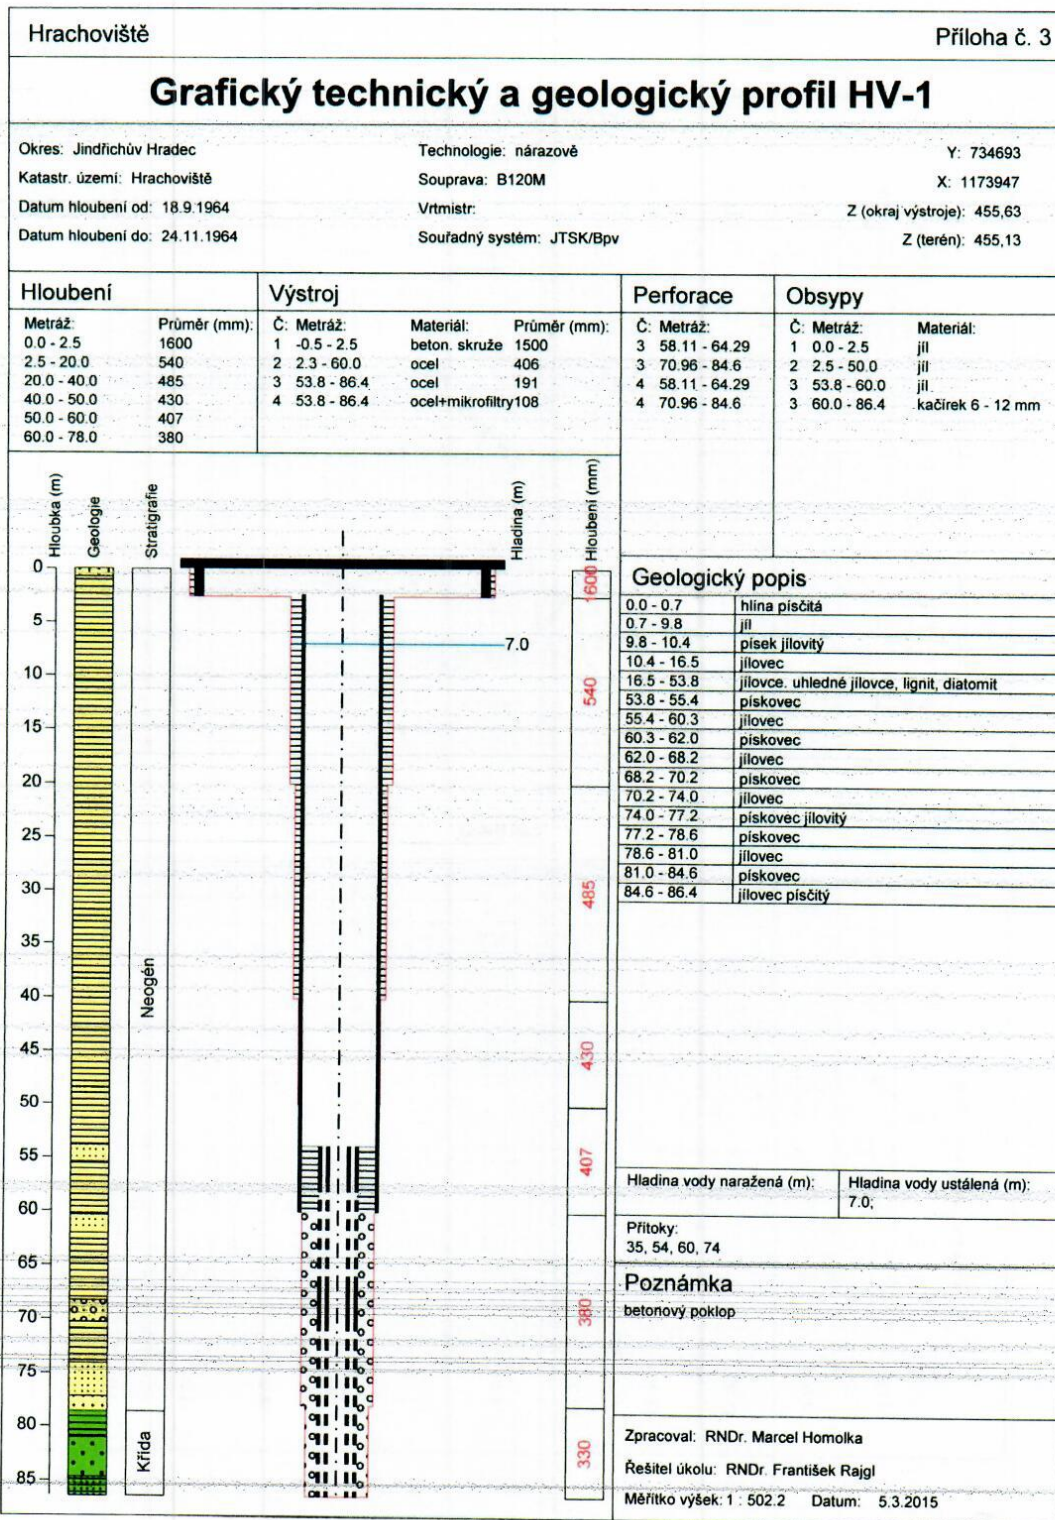 Hrachoviště Příloha č. 3
Grafický technický a geologický profil HV-1
Okres: Jindřichův Hradec Technologie: nárazově Y: 734693
Katastr. území: Hrachoviště Souprava: B120M X: 1173947
Datum hloubení od: 18.9.1964 Vrtmistr: Z (okraj výstroje): 455,63
Datum hloubení do: 24.11.1964 Souřadný systém: JTSK/Bpv Z (terén): 455,13
Hloubení
Metráž: Průměr (mm):
0.0 - 2.5 1600
2.5 - 20.0 540
20.0 - 40.0 485
40.0 - 50.0 430
50.0 - 60.0 407
60.0 - 78.0 380
Výstroj
Č: Metráž: Materiál: Průměr (mm):
1 -0.5 - 2.5 beton. skruže 1500
2 2.3 - 60.0 ocel 406
3 53.8 - 86.4 ocel 191
4 53.8 - 86.4 ocel+mikrofiltry 108
Perforace
Č: Metráž:
3 58.11 - 64.29
3 70.96 - 84.6
4 58.11 - 64.29
4 70.96 - 84.6
Obsypy
Č: Metráž: Materiál:
1 0.0 - 2.5 jíl
2 2.5 - 50.0 jíl
3 53.8 - 60.0 jíl
3 60.0 - 86.4 kačírek 6 - 12 mm
Hloubka (m)
Geologie
Stratigrafie
Hladina (m)
Hloubení (mm)
0
5
10
15
20
25
30
35
40
45
50
55
60
65
70
75
80
85
Neogén
Křída
7.0
1600
540
485
430
407
380
330
Geologický popis
0.0 - 0.7 hlína písčitá
0.7 - 9.8 jíl
9.8 - 10.4 písek jílovitý
10.4 - 16.5 jílovec
16.5 - 53.8 jílovce, uhledné jílovce, lignit, diatomit
53.8 - 55.4 pískovec
55.4 - 60.3 jílovec
60.3 - 62.0 pískovec
62.0 - 68.2 jílovec
68.2 - 70.2 pískovec
70.2 - 74.0 jílovec
74.0 - 77.2 pískovec jílovitý
77.2 - 78.6 pískovec
78.6 - 81.0 jílovec
81.0 - 84.6 pískovec
84.6 - 86.4 jílovec písčitý
Hladina vody naražená (m):
Hladina vody ustálená (m):
7.0;
Přítoky:
35, 54, 60, 74
Poznámka
betonový poklop
Zpracoval: RNDr. Marcel Homolka
Řešitel úkolu: RNDr. František Rajgl
Měřítko výšek: 1 : 502.2 Datum: 5.3.2015